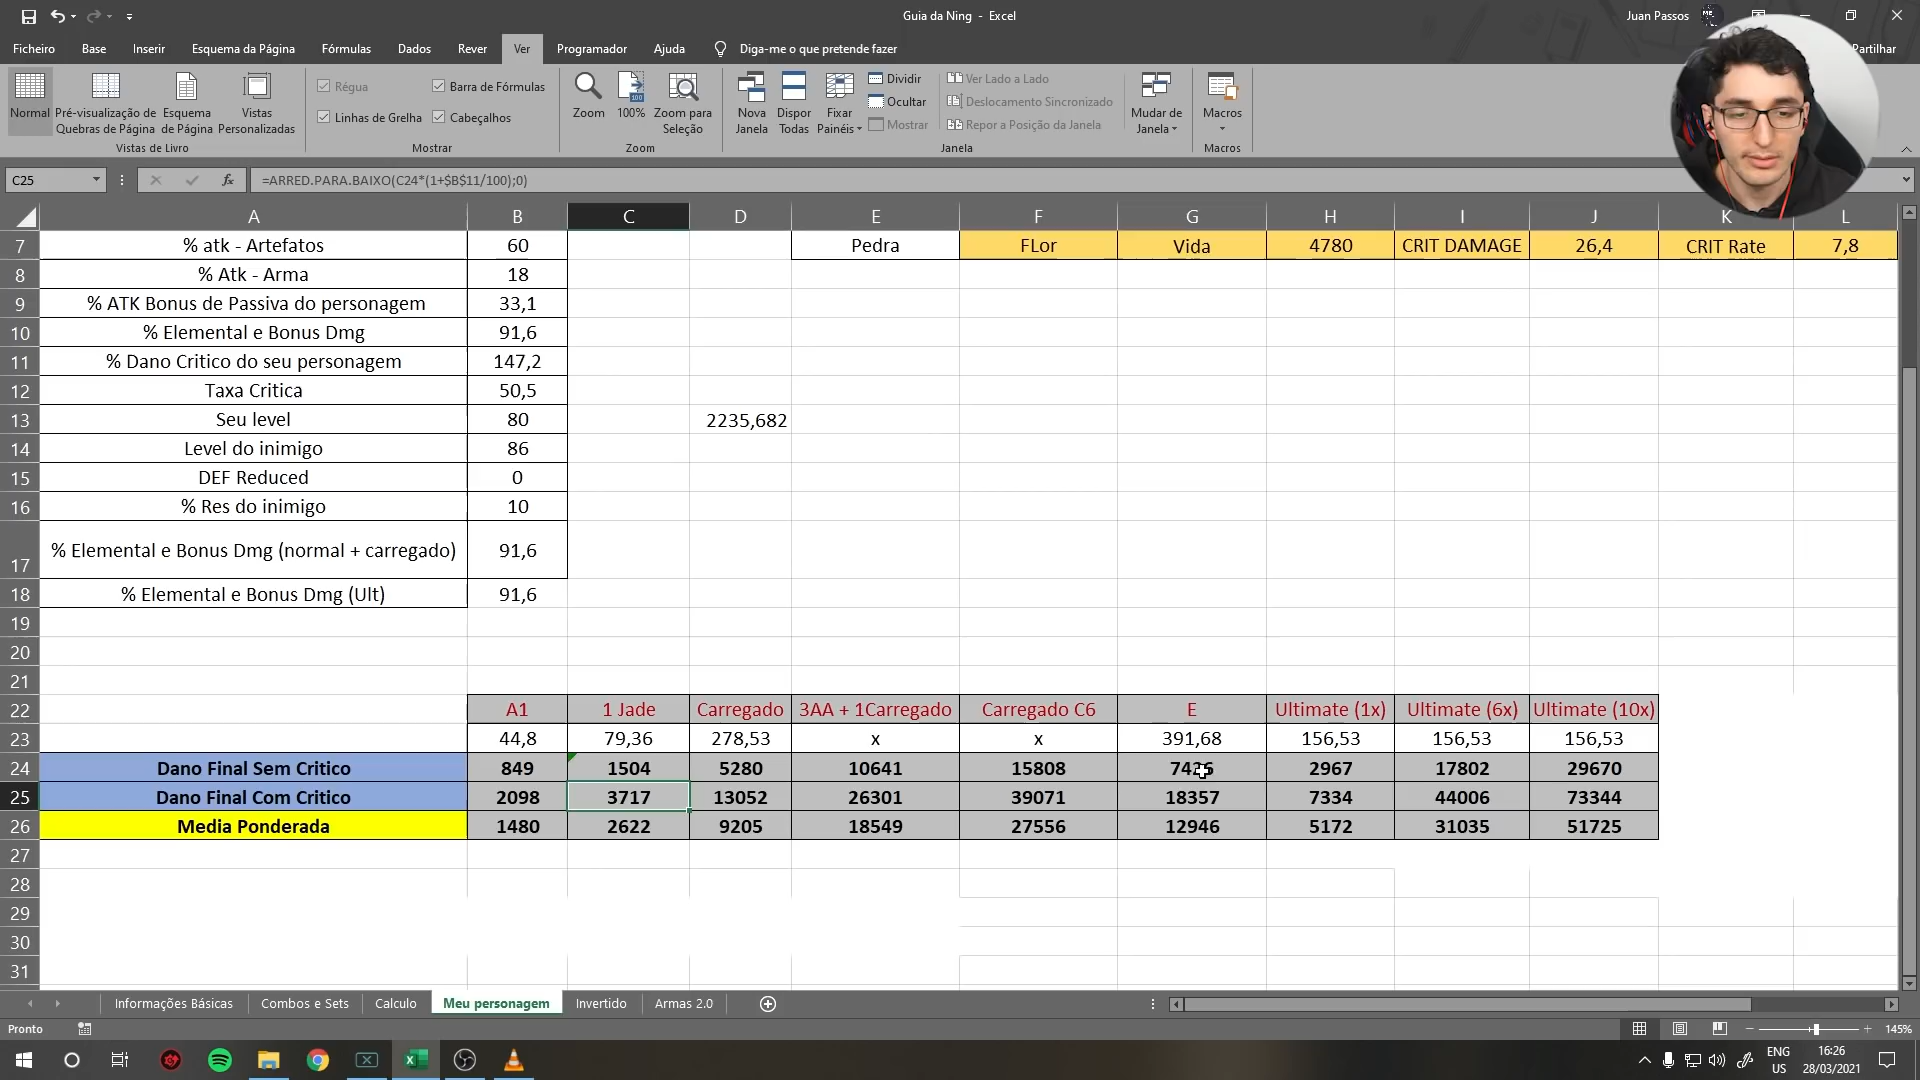 Guia da Ning - Excel
Juan Passos
Ficheiro Base Inserir Esquema da Página Fórmulas Dados Rever Ver Programador Ajuda Diga-me o que pretende fazer
Partilhar
Normal
Pré-visualização de Quebras de Página
Esquema de Página
Vistas Personalizadas
Vistas de Livro
Régua
Barra de Fórmulas
Linhas de Grelha
Cabeçalhos
Mostrar
Zoom
100%
Zoom para Seleção
Zoom
Nova Janela
Dispor Todas
Fixar Painéis
Dividir
Ocultar
Mostrar
Ver Lado a Lado
Deslocamento Sincronizado
Repor a Posição da Janela
Janela
Mudar de Janela
Macros
Macros
C25 fx =ARRED.PARA.BAIXO(C24*(1+$B$11/100);0)
A B C D E F G H I J K L
7 % atk - Artefatos 60 Pedra FLor Vida 4780 CRIT DAMAGE 26,4 CRIT Rate 7,8
8 % Atk - Arma 18
9 % ATK Bonus de Passiva do personagem 33,1
10 % Elemental e Bonus Dmg 91,6
11 % Dano Critico do seu personagem 147,2
12 Taxa Critica 50,5
13 Seu level 80 2235,682
14 Level do inimigo 86
15 DEF Reduced 0
16 % Res do inimigo 10
17 % Elemental e Bonus Dmg (normal + carregado) 91,6
18 % Elemental e Bonus Dmg (Ult) 91,6
19
20
21
22 A1 1 Jade Carregado 3AA + 1Carregado Carregado C6 E Ultimate (1x) Ultimate (6x) Ultimate (10x)
23 44,8 79,36 278,53 x x 391,68 156,53 156,53 156,53
24 Dano Final Sem Critico 849 1504 5280 10641 15808 2967 17802 29670
25 Dano Final Com Critico 2098 3717 13052 26301 39071 18357 7334 44006 73344
26 Media Ponderada 1480 2622 9205 18549 27556 12946 5172 31035 51725
27
28
29
30
31
Informações Básicas Combos e Sets Calculo Meu personagem Invertido Armas 2.0
Pronto
145%
ENG
US
16:26
28/03/2021